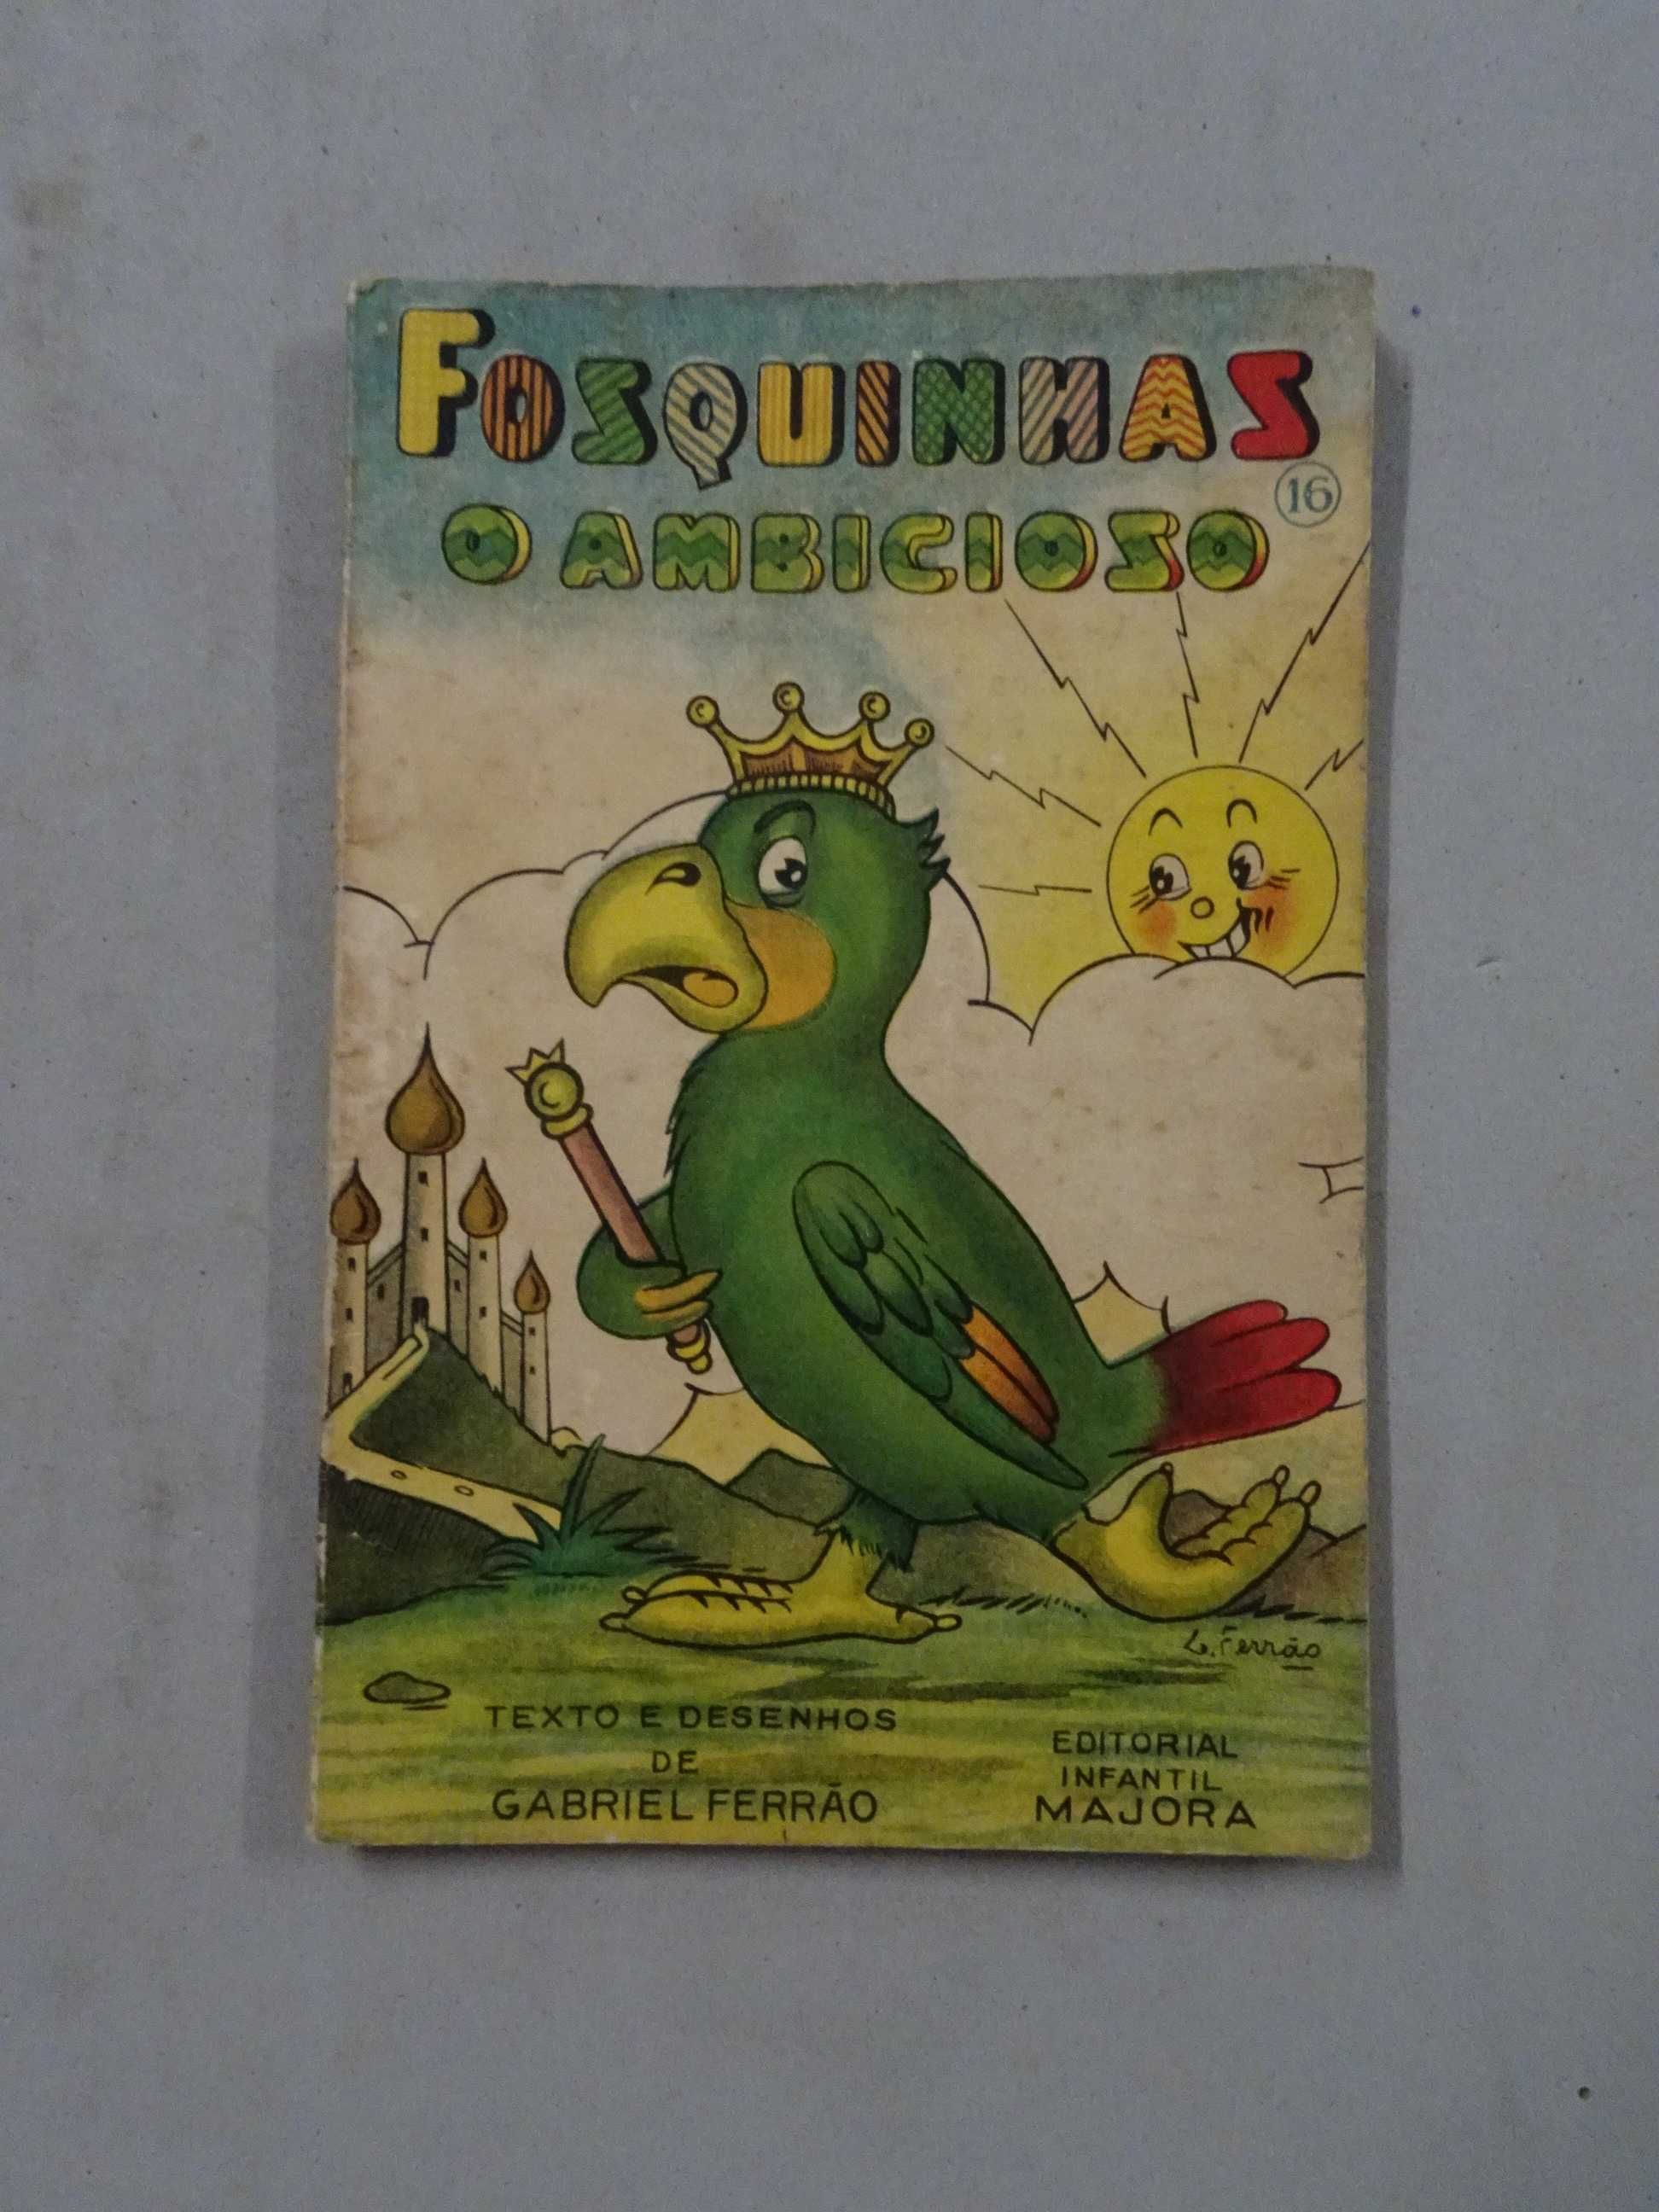 FOSQUINHAS
16
O AMBICIOSO
G. Ferrão
TEXTO E DESENHOS
DE
GABRIEL FERRÃO
EDITORIAL
INFANTIL
MAJORA